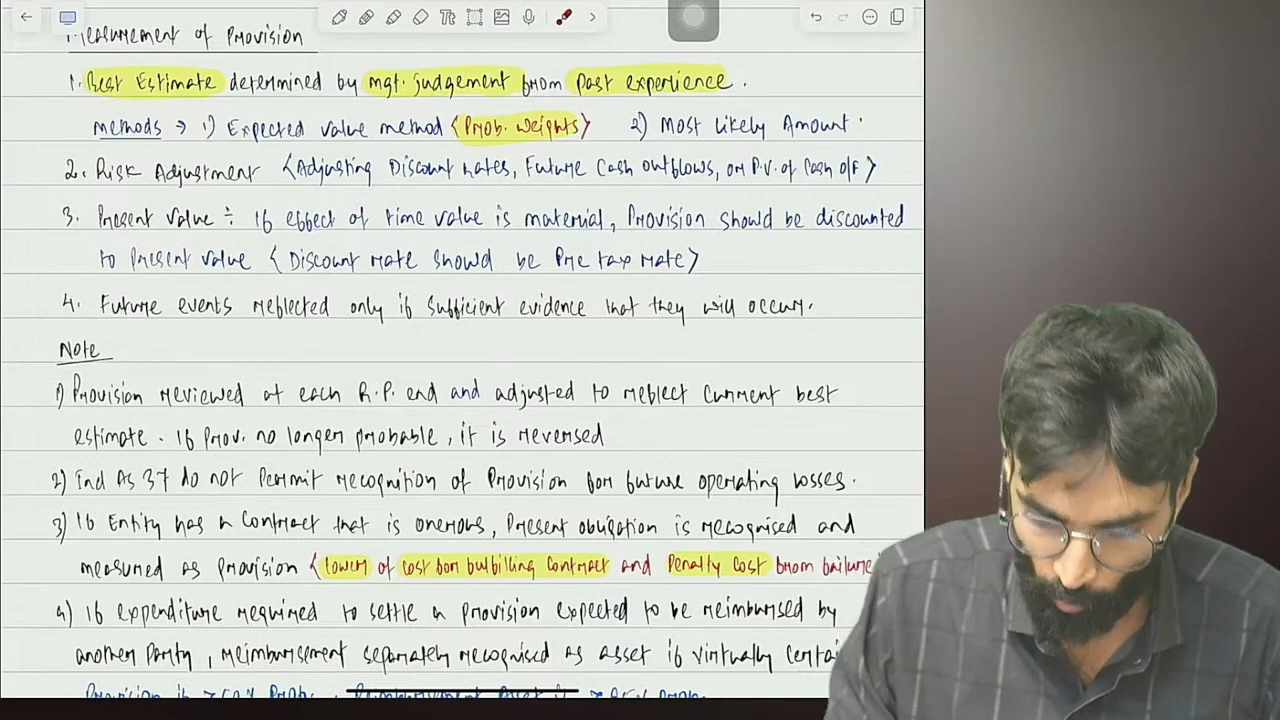 Measurement of Provision
1. Best Estimate determined by mgt. judgement from past experience.
Methods → 1) Expected value method <Prob. weights> 2) Most Likely Amount.
2. Risk Adjustment <Adjusting Discount rates, Future Cash outflows, or P.V. of Cash o/f>
3. Present value ÷ If effect of time value is material, Provision should be discounted
to Present value <Discount rate should be Pre tax rate>
4. Future events reflected only if sufficient evidence that they will occur.
Note
1) Provision reviewed at each R.P. end and adjusted to reflect current best
estimate. If Prov. no longer probable, it is reversed
2) Ind As 37 do not permit recognition of Provision for future operating losses.
3) If Entity has a contract that is onerous, Present obligation is recognised and
measured as provision <lower of cost for fulfilling contract and Penalty cost from failure
4) If expenditure required to settle a provision expected to be reimbursed by
another Party, reimbursement separately recognised as asset if virtually
Provision if